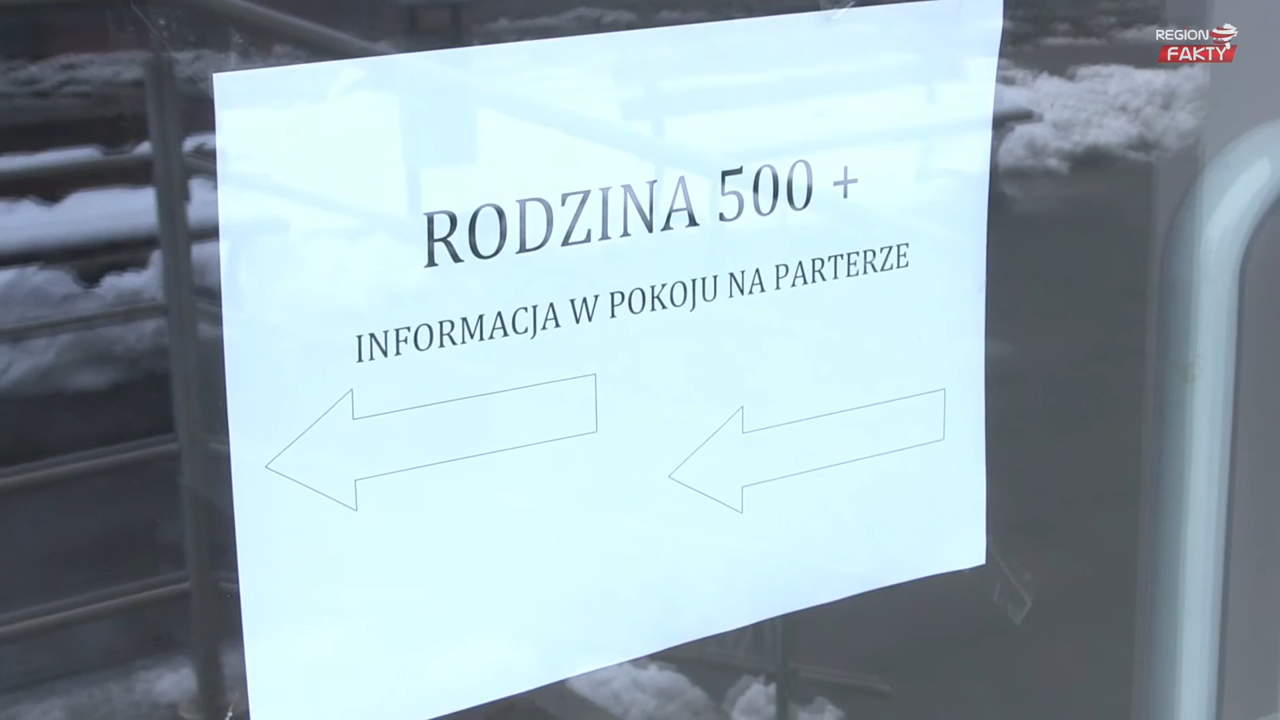 REGION
FAKTY
RODZINA 500 +
INFORMACJA W POKOJU NA PARTERZE